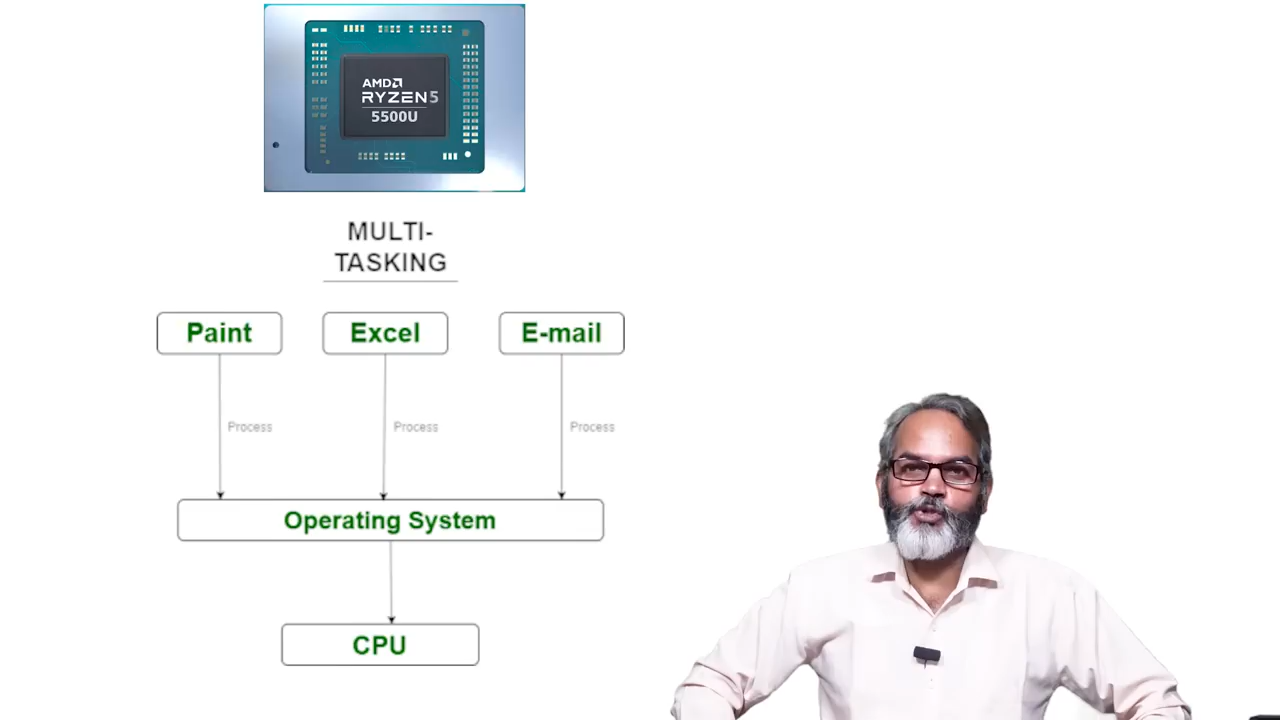 AMD
RYZEN 5
5500U
MULTI-
TASKING
Paint
Excel
E-mail
Process
Process
Process
Operating System
CPU